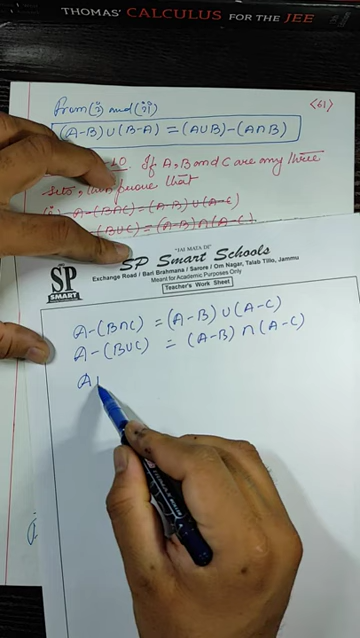 THOMAS' CALCULUS FOR THE JEE
From (i) and (ii)
<61>
(A-B)∪(B-A) = (A∪B)-(A∩B)
10. If A, B and C are any three
sets, then prove that
A-(B∩C)=(A-B)∪(A-C)
(B∪C)=(A-B)∩(A-C).
"JAI MATA DI"
SP SMART
SP Smart Schools
Exchange Road / Bari Brahmana / Sarore / Om Nagar, Talab Tillo, Jammu
Meant for Academic Purposes Only
Teacher's Work Sheet
A-(B∩C) = (A-B)∪(A-C)
A-(B∪C) = (A-B)∩(A-C)
A